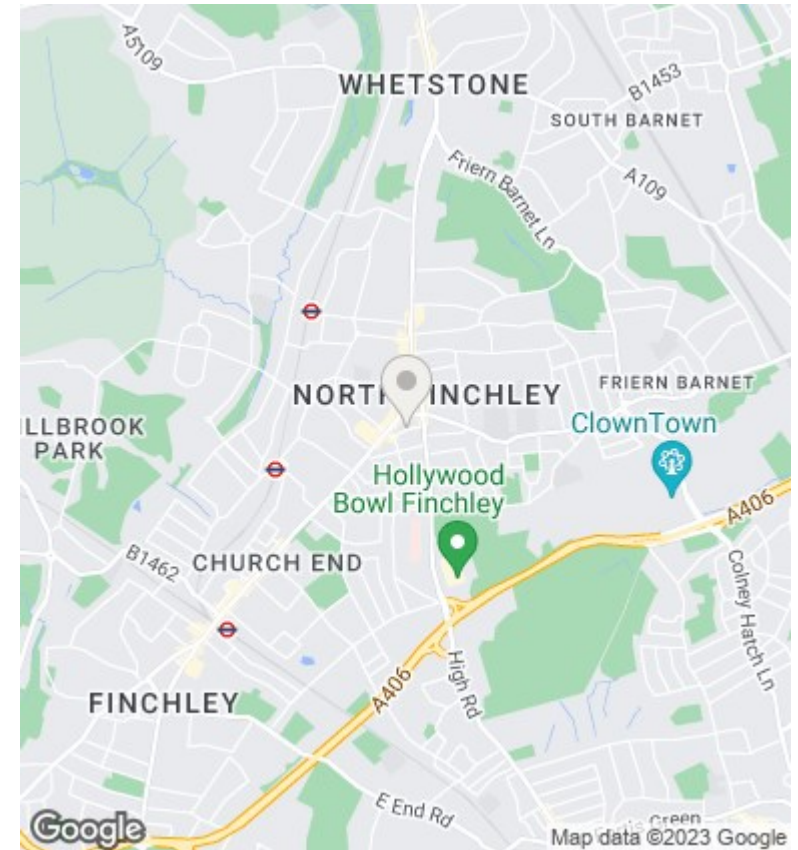 A5109
WHETSTONE
B1453
SOUTH BARNET
Friern Barnet Ln
A109
NORTH FINCHLEY
FRIERN BARNET
ClownTown
LLBROOK
PARK
Hollywood
Bowl Finchley
A406
B1462
CHURCH END
Colney Hatch Ln
High Rd
A406
FINCHLEY
E End Rd
Green
Google
Map data ©2023 Google